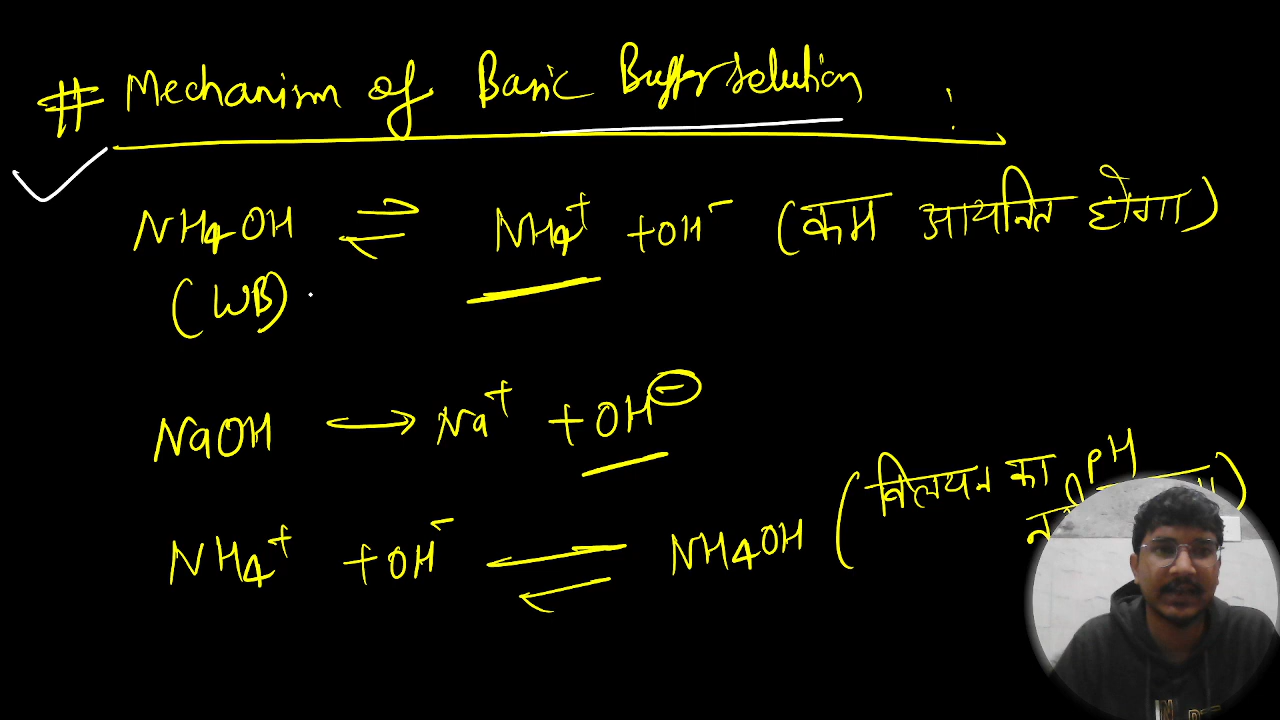 # Mechanism of Basic Buffer solution :
NH4OH ⇌ NH4⁺ + OH⁻ (कम आयनित होगा)
(WB)
NaOH ⟷ Na⁺ + OH⁻
NH4⁺ + OH⁻ ⇌ NH4OH (विलयन का pH